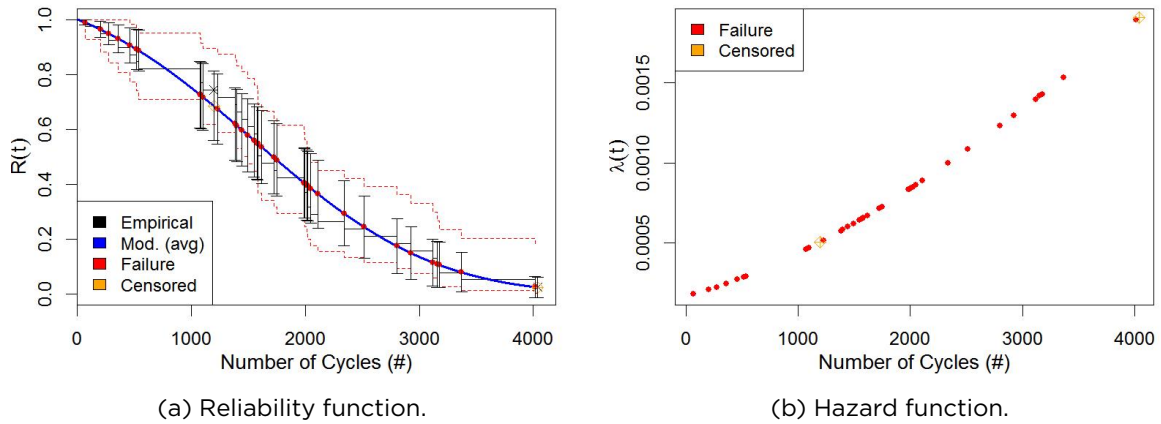 R(t)
1.0
0.8
0.6
0.4
0.2
0.0
Empirical
Mod. (avg)
Failure
Censored
0 1000 2000 3000 4000
Number of Cycles (#)
(a) Reliability function.
λ(t)
0.0015
0.0010
0.0005
Failure
Censored
0 1000 2000 3000 4000
Number of Cycles (#)
(b) Hazard function.